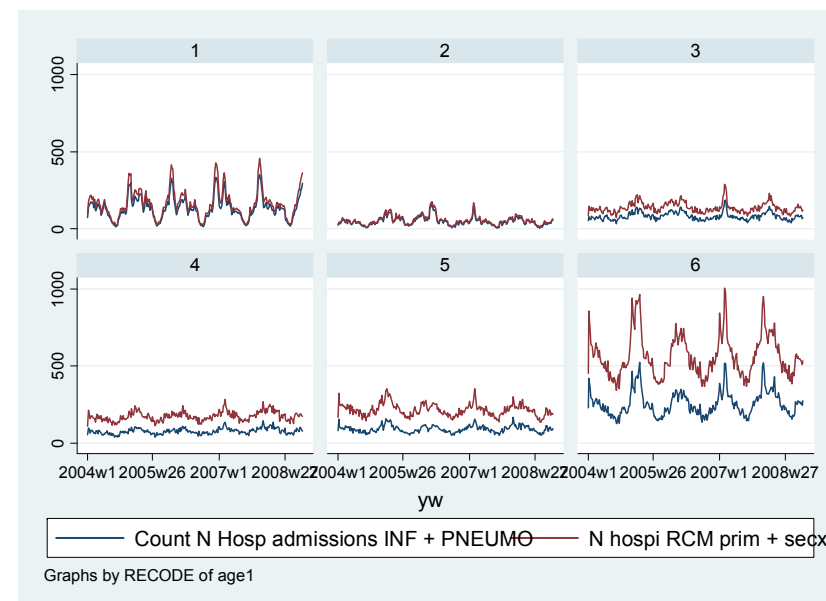 1 2 3
1000
500
0
4 5 6
1000
500
0
2004w1 2005w26 2007w1 2008w27 2004w1 2005w26 2007w1 2008w27 2004w1 2005w26 2007w1 2008w27
yw
Count N Hosp admissions INF + PNEUMO N hospi RCM prim + secx
Graphs by RECODE of age1